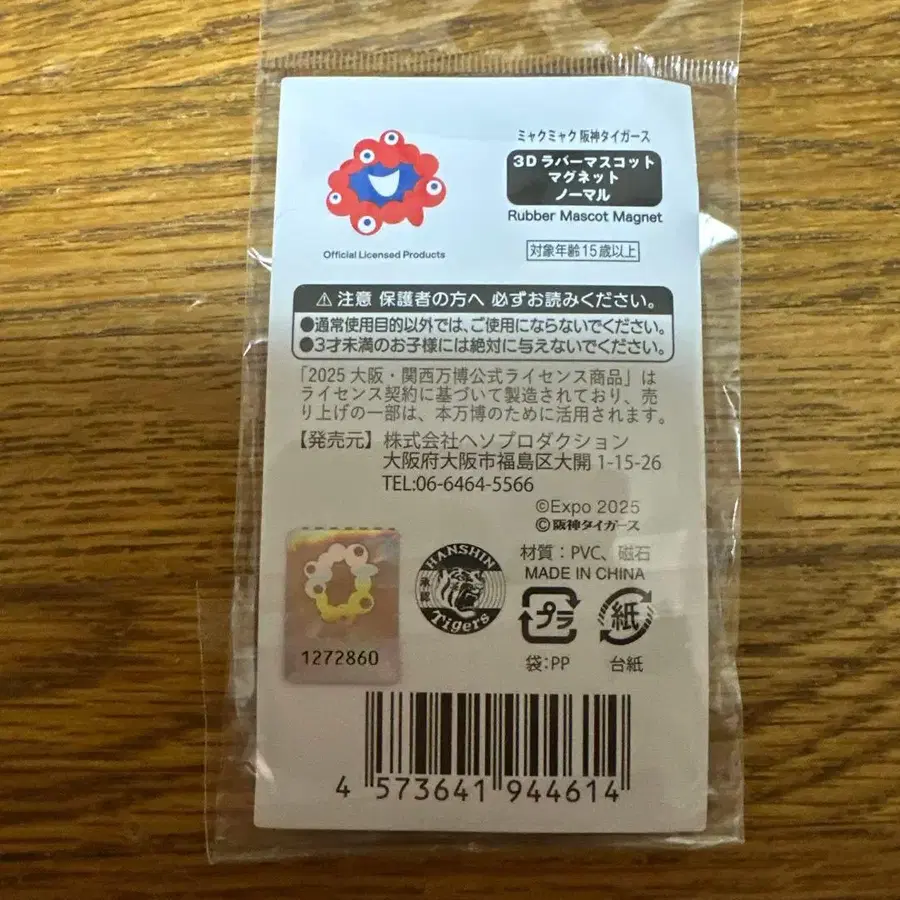 ミャクミャク 阪神タイガース
3D ラバーマスコット
マグネット
ノーマル
Rubber Mascot Magnet
Official Licensed Products
対象年齢15歳以上
⚠ 注意 保護者の方へ 必ずお読みください。
●通常使用目的以外では、ご使用にならないでください。
●3才未満のお子様には絶対に与えないでください。
「2025 大阪・関西万博公式ライセンス商品」は
ライセンス契約に基づいて製造されており、売
り上げの一部は、本万博のために活用されます。
【発売元】株式会社ヘソプロダクション
大阪府大阪市福島区大開 1-15-26
TEL:06-6464-5566
©Expo 2025
©阪神タイガース
材質：PVC、磁石
MADE IN CHINA
HANSHIN
承認
Tigers
プラ
紙
袋:PP
台紙
1272860
4 573641 944614